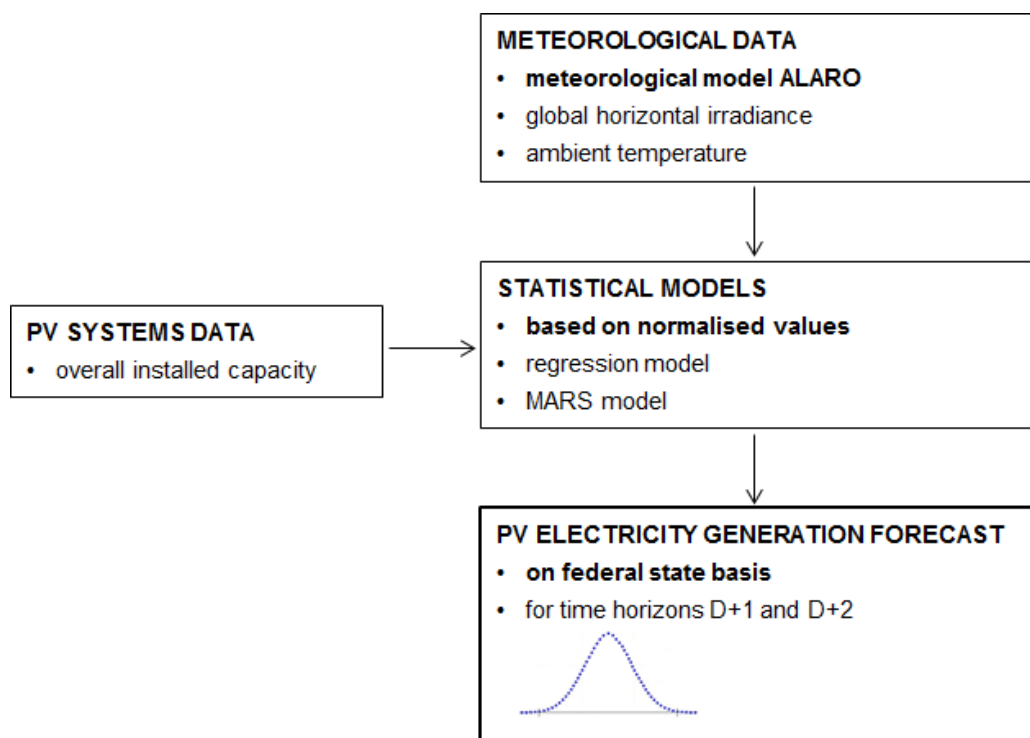 METEOROLOGICAL DATA
• meteorological model ALARO
• global horizontal irradiance
• ambient temperature
STATISTICAL MODELS
• based on normalised values
• regression model
• MARS model
PV SYSTEMS DATA
• overall installed capacity
PV ELECTRICITY GENERATION FORECAST
• on federal state basis
• for time horizons D+1 and D+2